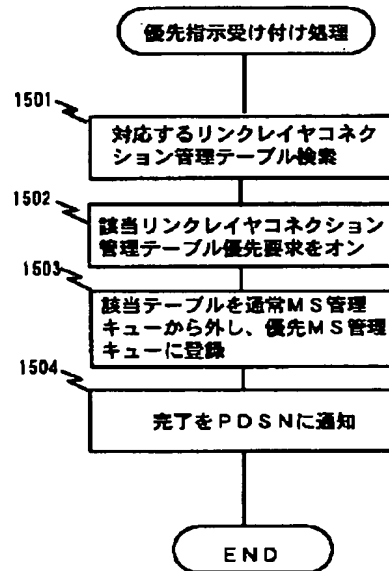 優先指示受け付け処理
1501
対応するリンクレイヤコネク
ション管理テーブル検索
1502
該当リンクレイヤコネクション
管理テーブル優先要求をオン
1503
該当テーブルを通常MS管理
キューから外し、優先MS管理
キューに登録
1504
完了をPDSNに通知
END